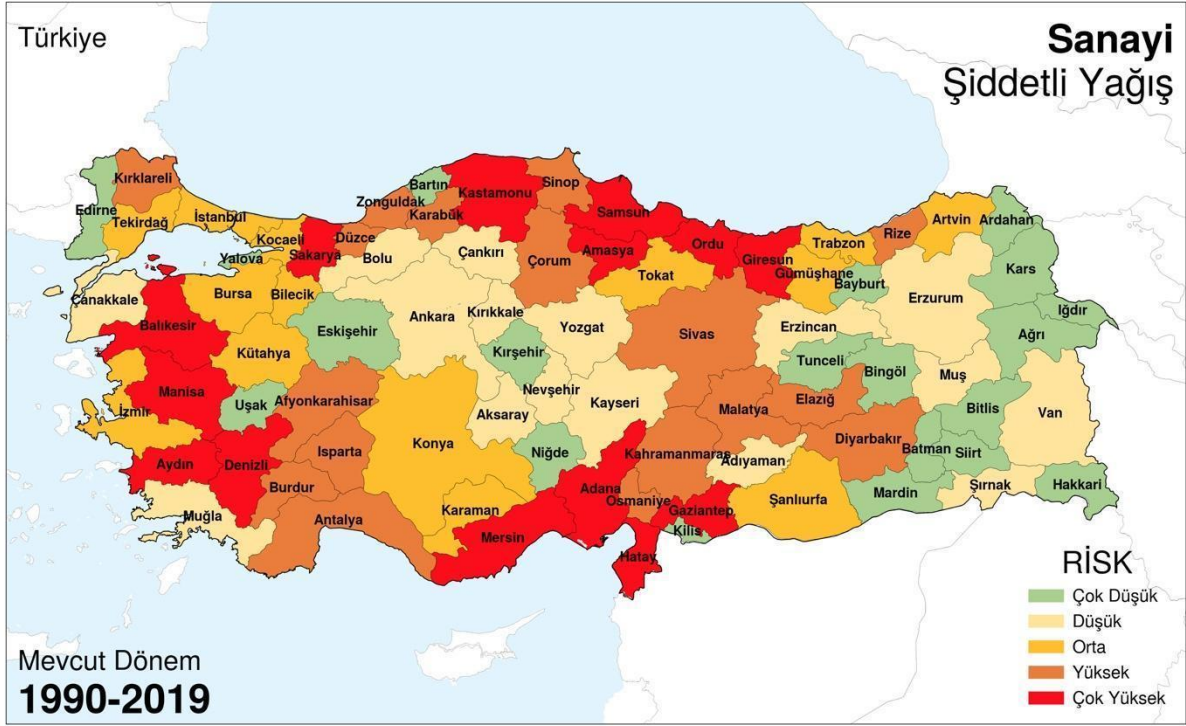 Türkiye
Sanayi
Şiddetli Yağış
Kırklareli
Edirne
Tekirdağ
İstanbul
Kocaeli
Yalova
Sakarya
Düzce
Zonguldak
Bartın
Karabük
Kastamonu
Sinop
Samsun
Bolu
Çankırı
Çorum
Amasya
Ordu
Giresun
Tokat
Trabzon
Gümüşhane
Rize
Artvin
Ardahan
Bayburt
Kars
Erzurum
Iğdır
Ağrı
Çanakkale
Balıkesir
Bursa
Bilecik
Kütahya
Eskişehir
Ankara
Kırıkkale
Kırşehir
Yozgat
Sivas
Erzincan
Tunceli
Bingöl
Muş
Bitlis
Van
Manisa
İzmir
Uşak
Afyonkarahisar
Aksaray
Nevşehir
Kayseri
Malatya
Elazığ
Diyarbakır
Batman
Siirt
Aydın
Denizli
Isparta
Burdur
Konya
Niğde
Kahramanmaraş
Adıyaman
Şanlıurfa
Mardin
Şırnak
Hakkari
Muğla
Antalya
Karaman
Mersin
Adana
Osmaniye
Gaziantep
Kilis
Hatay
RİSK
Çok Düşük
Düşük
Orta
Yüksek
Çok Yüksek
Mevcut Dönem
1990-2019